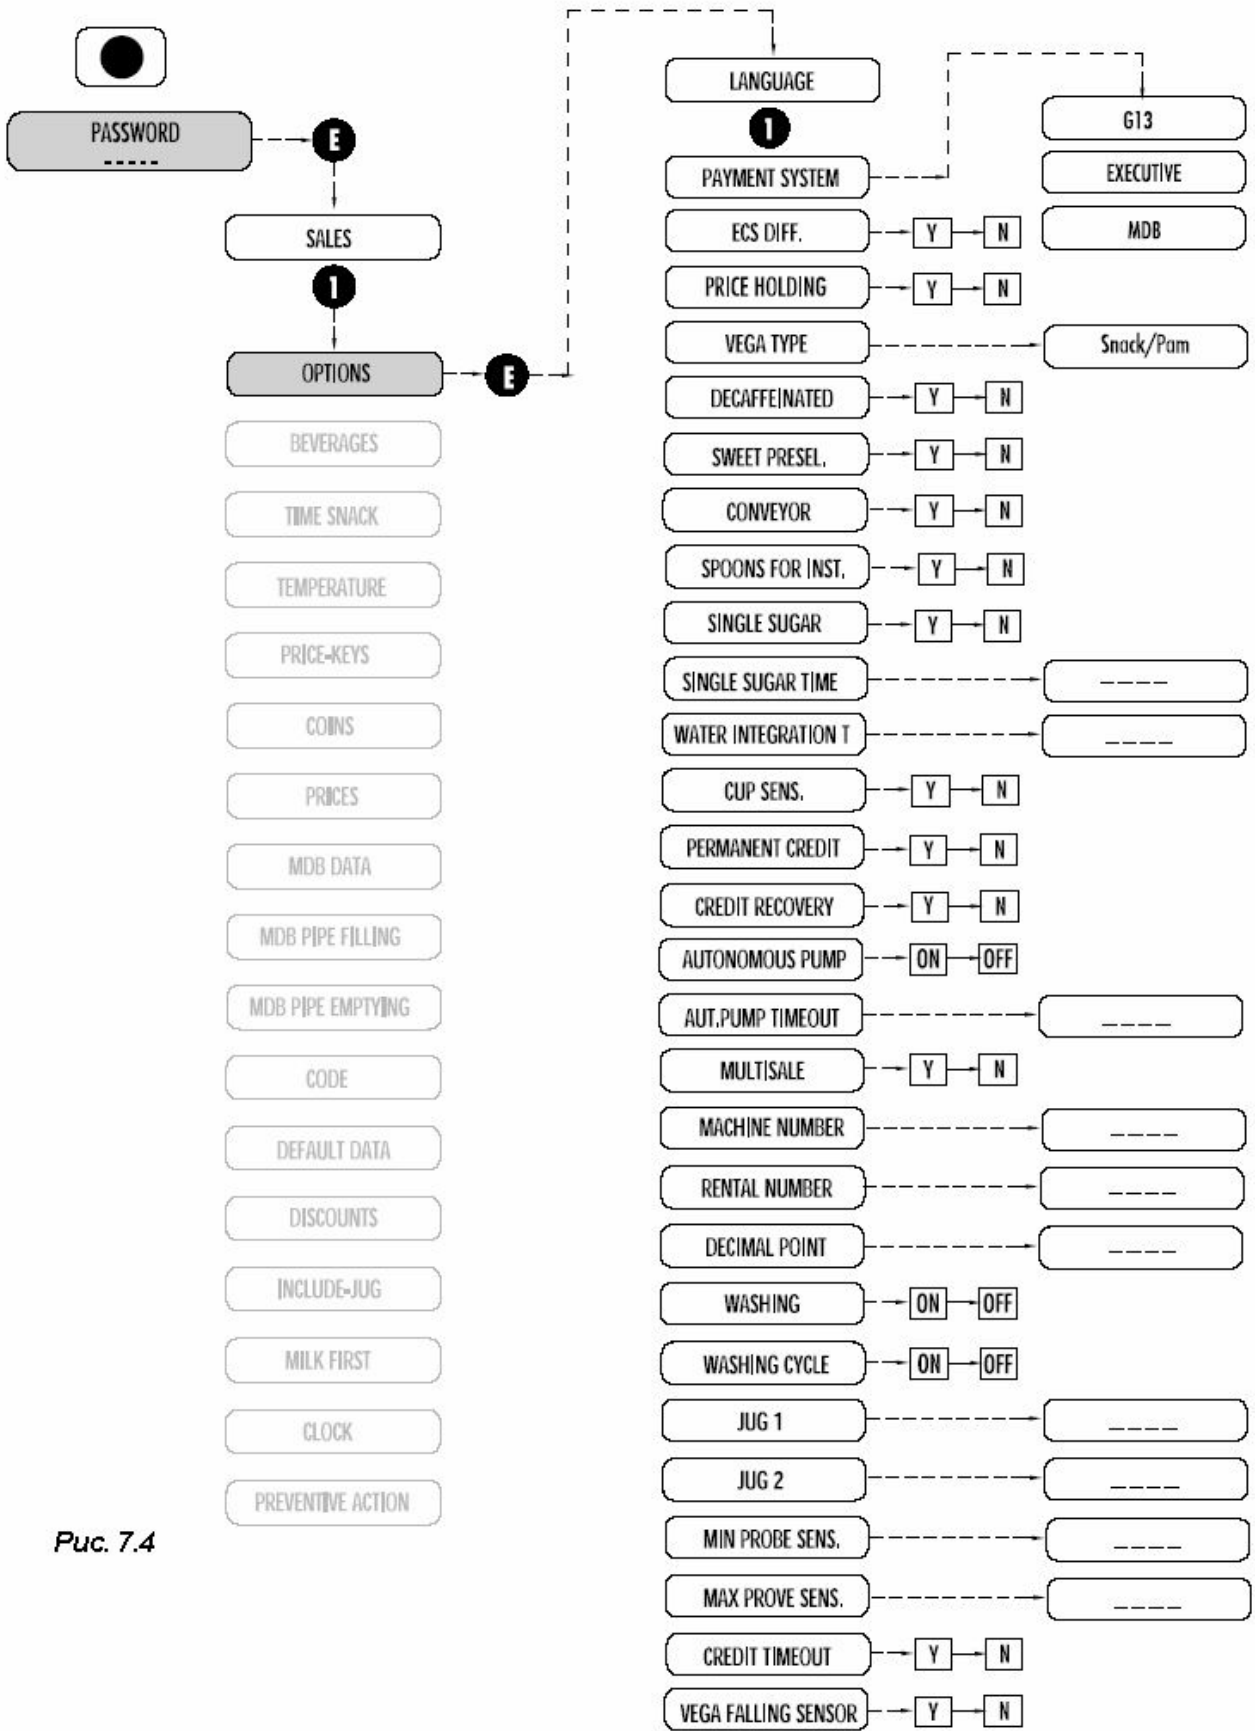 PASSWORD
-----
E
SALES
1
OPTIONS
E
BEVERAGES
TIME SNACK
TEMPERATURE
PRICE-KEYS
COINS
PRICES
MDB DATA
MDB PIPE FILLING
MDB PIPE EMPTYING
CODE
DEFAULT DATA
DISCOUNTS
INCLUDE-JUG
MILK FIRST
CLOCK
PREVENTIVE ACTION
Рис. 7.4
LANGUAGE
1
PAYMENT SYSTEM
G13
EXECUTIVE
MDB
ECS DIFF. Y N
PRICE HOLDING Y N
VEGA TYPE Snack/Pam
DECAFFEINATED Y N
SWEET PRESEL. Y N
CONVEYOR Y N
SPOONS FOR INST. Y N
SINGLE SUGAR Y N
SINGLE SUGAR TIME ----
WATER INTEGRATION T ----
CUP SENS. Y N
PERMANENT CREDIT Y N
CREDIT RECOVERY Y N
AUTONOMOUS PUMP ON OFF
AUT.PUMP TIMEOUT ----
MULTISALE Y N
MACHINE NUMBER ----
RENTAL NUMBER ----
DECIMAL POINT ----
WASHING ON OFF
WASHING CYCLE ON OFF
JUG 1 ----
JUG 2 ----
MIN PROBE SENS. ----
MAX PROVE SENS. ----
CREDIT TIMEOUT Y N
VEGA FALLING SENSOR Y N